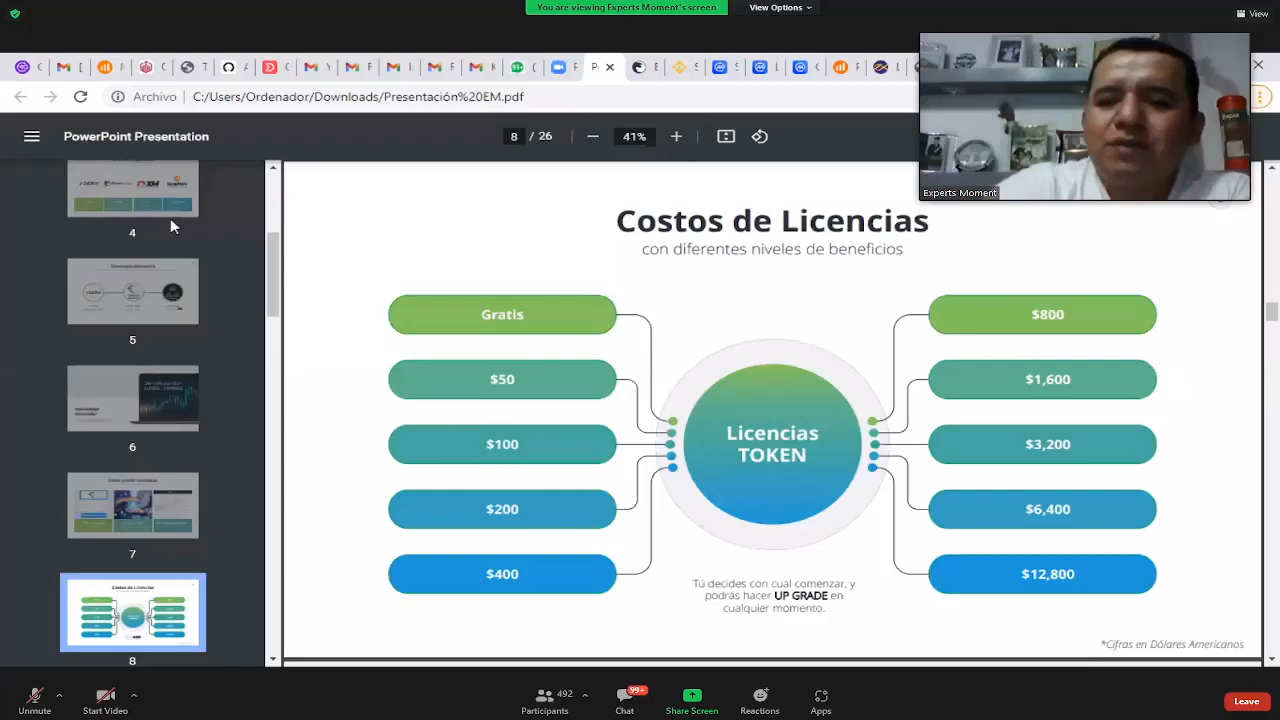 You are viewing Experts Moment's screen
View Options
View
Archivo
C:/Users/Ordenador/Downloads/Presentación%20EM.pdf
PowerPoint Presentation
8 / 26
41%
Experts Moment
4
5
6
7
8
Costos de Licencias
con diferentes niveles de beneficios
Gratis
$50
$100
$200
$400
Licencias
TOKEN
$800
$1,600
$3,200
$6,400
$12,800
Tú decides con cual comenzar, y
podrás hacer UP GRADE en
cualquier momento.
*Cifras en Dólares Americanos
Unmute
Start Video
492
Participants
99+
Chat
Share Screen
Reactions
Apps
Leave